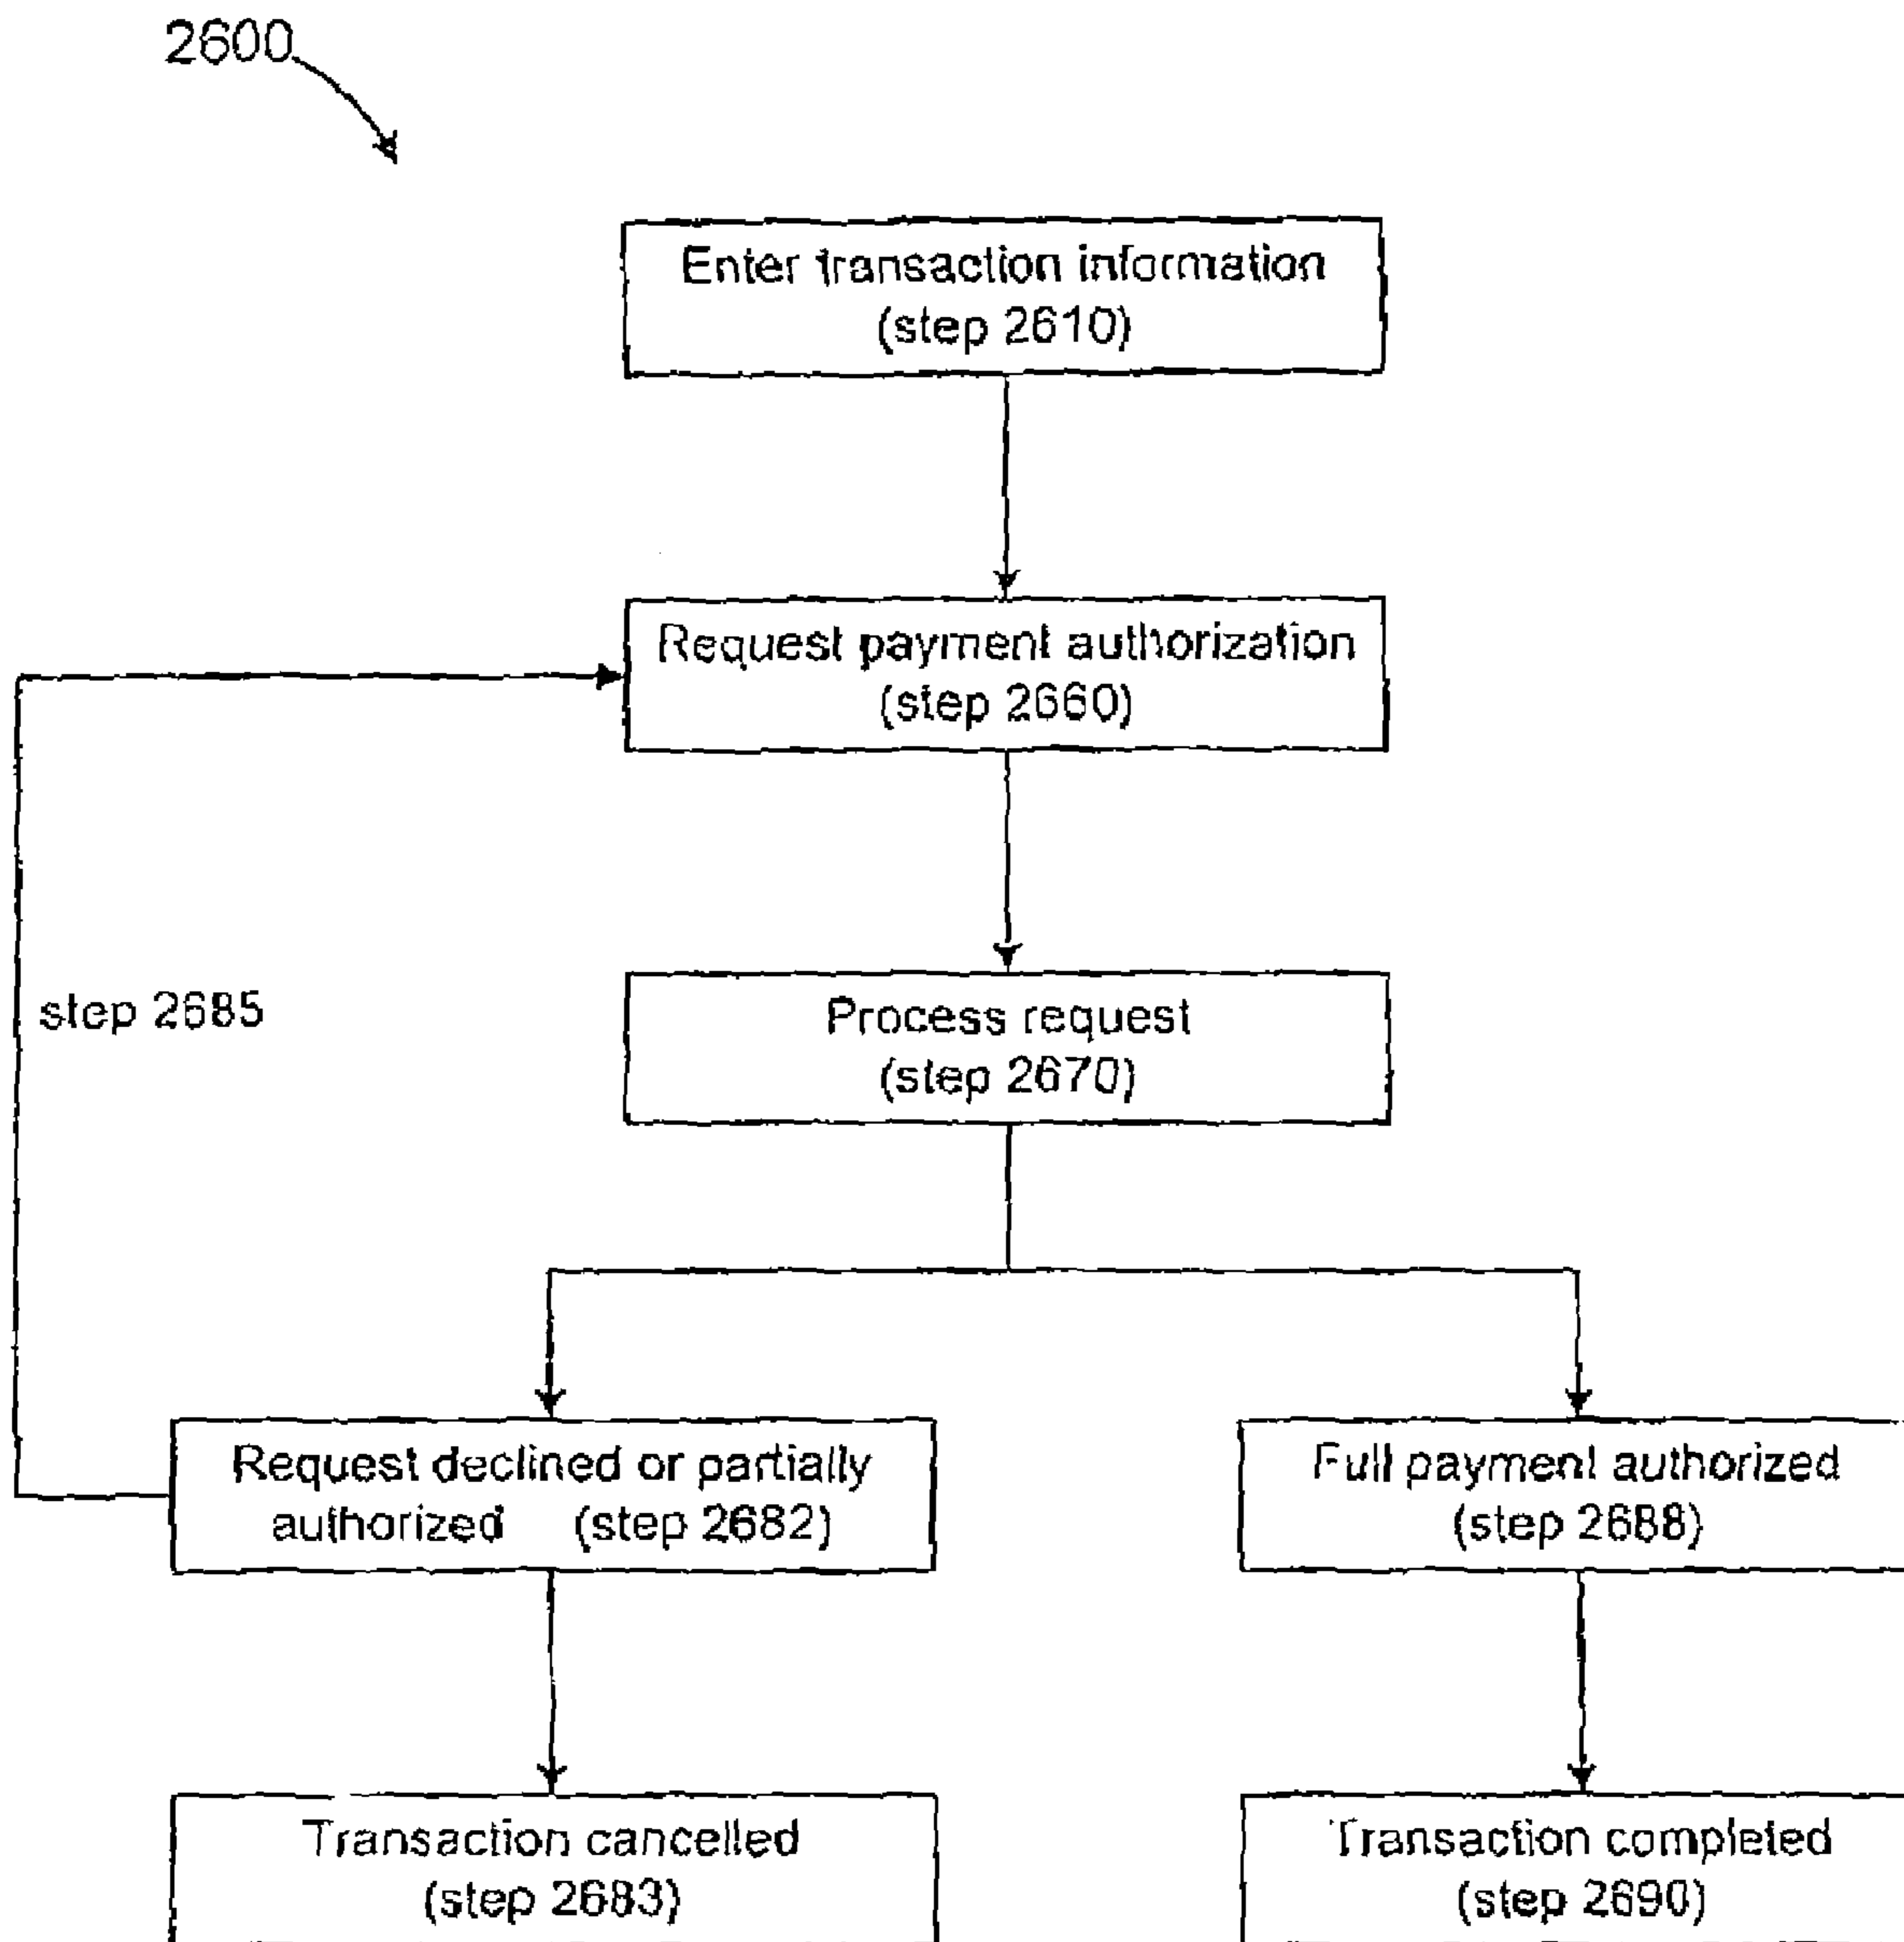 2600
Enter transaction information
(step 2610)
Request payment authorization
(step 2660)
step 2685
Process request
(step 2670)
Request declined or partially
authorized (step 2682)
Full payment authorized
(step 2688)
Transaction cancelled
(step 2683)
Transaction completed
(step 2690)